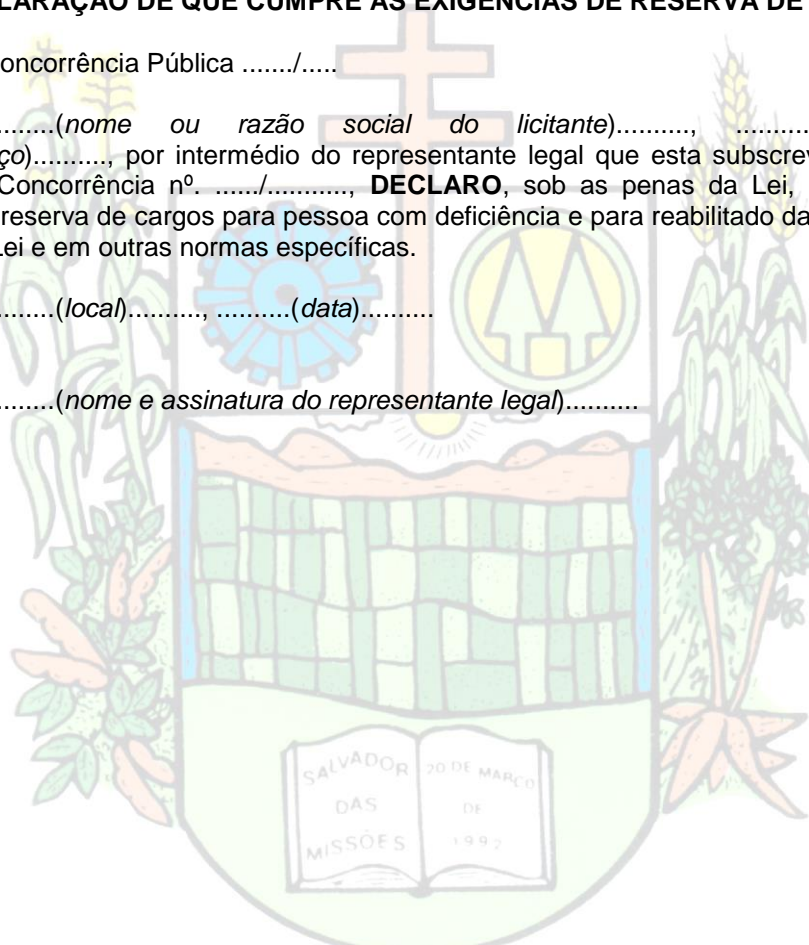 LARAÇÃO DE QUE CUMPRE AS EXIGÊNCIAS DE RESERVA DE
oncorrência Pública ......./.....
........(nome ou razão social do licitante).........., ..........
ço).........., por intermédio do representante legal que esta subscrev
Concorrência nº. ....../..........., DECLARO, sob as penas da Lei,
reserva de cargos para pessoa com deficiência e para reabilitado da
Lei e em outras normas específicas.
........(local).........., ..........(data)..........
........(nome e assinatura do representante legal)..........
SALVADOR
DAS
MISSÕES
20 DE MARÇO
DE
1992